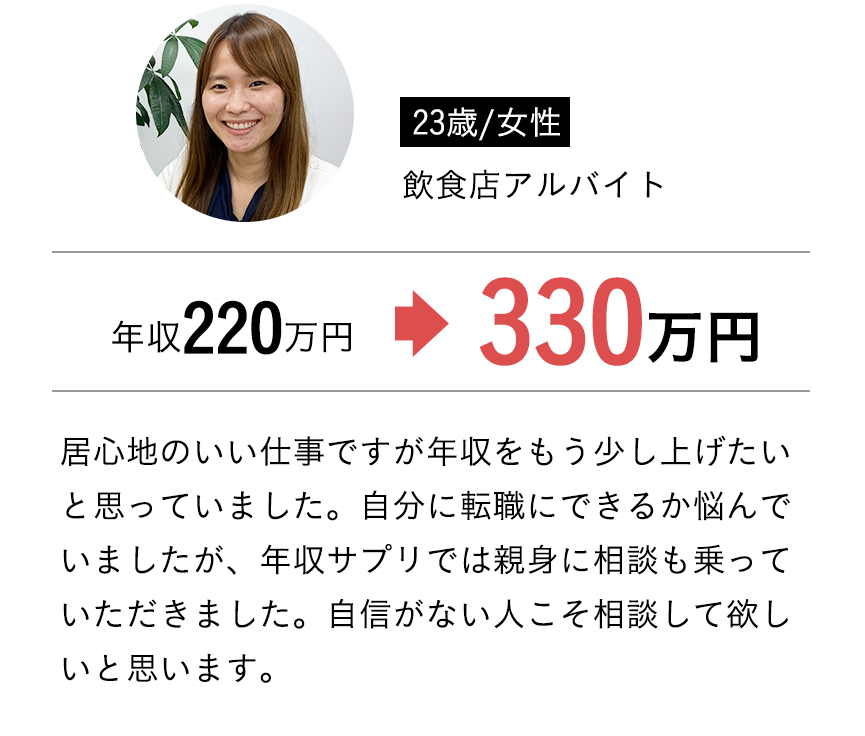 23歳/女性
飲食店アルバイト
年収220万円
330万円
居心地のいい仕事ですが年収をもう少し上げたい
と思っていました。自分に転職にできるか悩んで
いましたが、年収サプリでは親身に相談も乗って
いただきました。自信がない人こそ相談して欲し
いと思います。